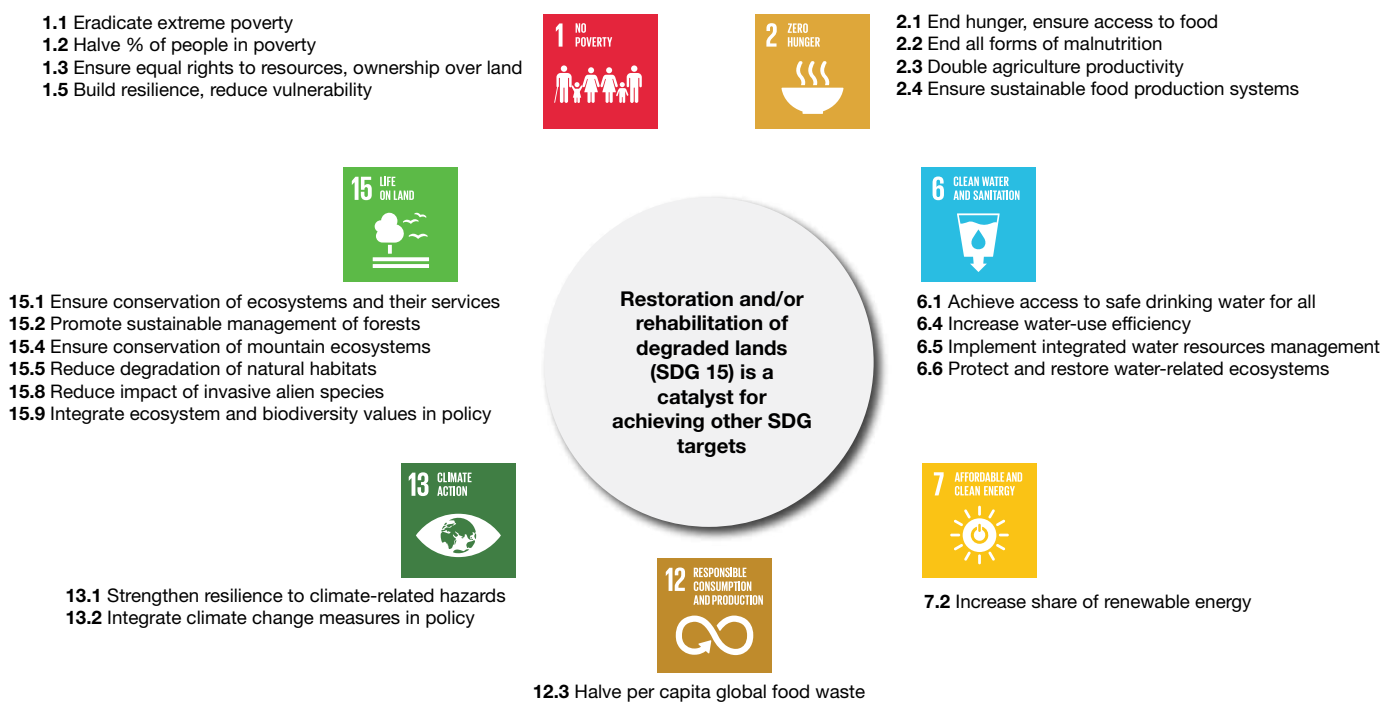 1.1 Eradicate extreme poverty
1.2 Halve % of people in poverty
1.3 Ensure equal rights to resources, ownership over land
1.5 Build resilience, reduce vulnerability
1 NO
POVERTY
2 ZERO
HUNGER
2.1 End hunger, ensure access to food
2.2 End all forms of malnutrition
2.3 Double agriculture productivity
2.4 Ensure sustainable food production systems
15 LIFE
ON LAND
15.1 Ensure conservation of ecosystems and their services
15.2 Promote sustainable management of forests
15.4 Ensure conservation of mountain ecosystems
15.5 Reduce degradation of natural habitats
15.8 Reduce impact of invasive alien species
15.9 Integrate ecosystem and biodiversity values in policy
Restoration and/or
rehabilitation of
degraded lands
(SDG 15) is a
catalyst for
achieving other SDG
targets
6 CLEAN WATER
AND SANITATION
6.1 Achieve access to safe drinking water for all
6.4 Increase water-use efficiency
6.5 Implement integrated water resources management
6.6 Protect and restore water-related ecosystems
13 CLIMATE
ACTION
13.1 Strengthen resilience to climate-related hazards
13.2 Integrate climate change measures in policy
12 RESPONSIBLE
CONSUMPTION
AND PRODUCTION
12.3 Halve per capita global food waste
7 AFFORDABLE AND
CLEAN ENERGY
7.2 Increase share of renewable energy